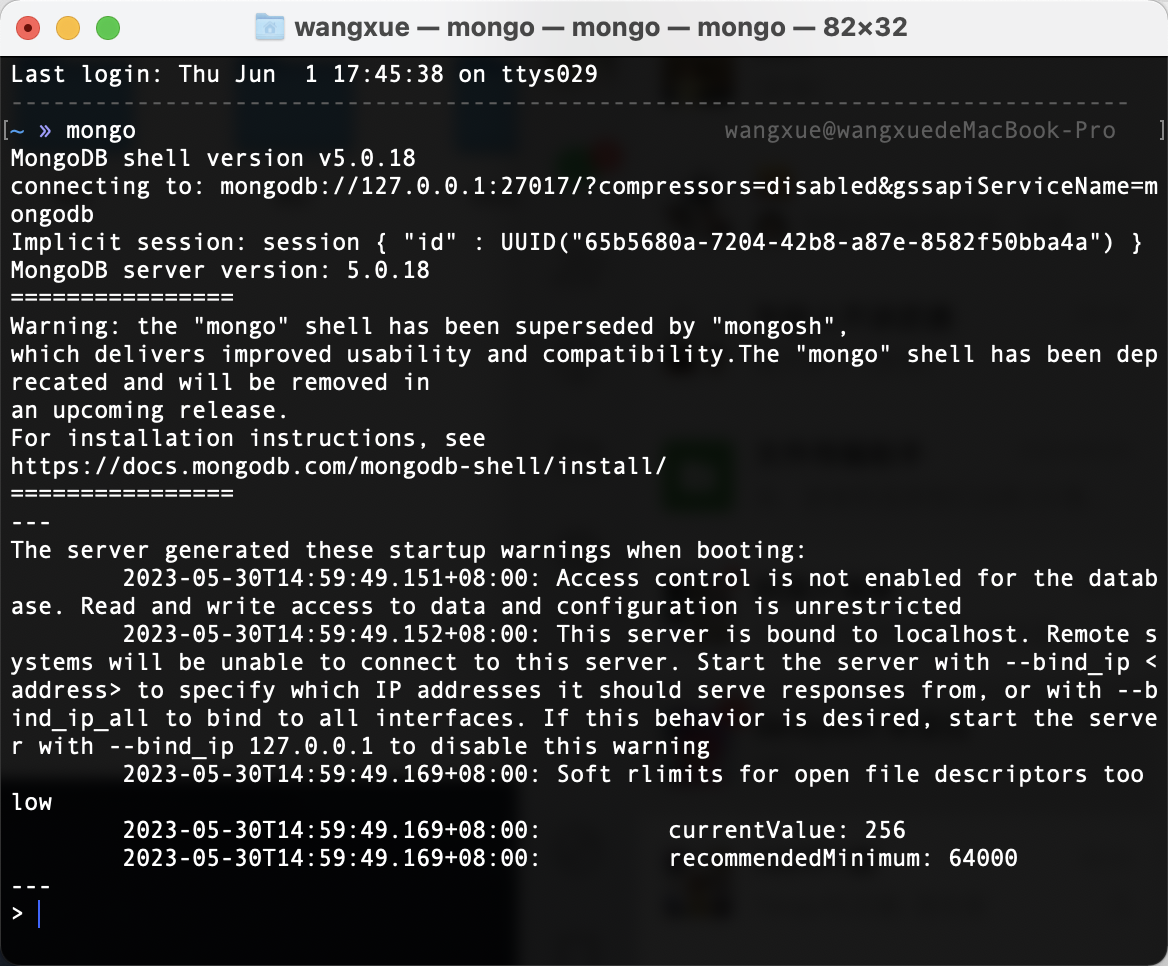 wangxue — mongo — mongo — mongo — 82×32
Last login: Thu Jun  1 17:45:38 on ttys029
--------------------------------------------------------------------------------
[~ » mongo                                          wangxue@wangxuedeMacBook-Pro   ]
MongoDB shell version v5.0.18
connecting to: mongodb://127.0.0.1:27017/?compressors=disabled&gssapiServiceName=m
ongodb
Implicit session: session { "id" : UUID("65b5680a-7204-42b8-a87e-8582f50bba4a") }
MongoDB server version: 5.0.18
================
Warning: the "mongo" shell has been superseded by "mongosh",
which delivers improved usability and compatibility.The "mongo" shell has been dep
recated and will be removed in
an upcoming release.
For installation instructions, see
https://docs.mongodb.com/mongodb-shell/install/
================
---
The server generated these startup warnings when booting:
        2023-05-30T14:59:49.151+08:00: Access control is not enabled for the datab
ase. Read and write access to data and configuration is unrestricted
        2023-05-30T14:59:49.152+08:00: This server is bound to localhost. Remote s
ystems will be unable to connect to this server. Start the server with --bind_ip <
address> to specify which IP addresses it should serve responses from, or with --b
ind_ip_all to bind to all interfaces. If this behavior is desired, start the serve
r with --bind_ip 127.0.0.1 to disable this warning
        2023-05-30T14:59:49.169+08:00: Soft rlimits for open file descriptors too
low
        2023-05-30T14:59:49.169+08:00:         currentValue: 256
        2023-05-30T14:59:49.169+08:00:         recommendedMinimum: 64000
---
>